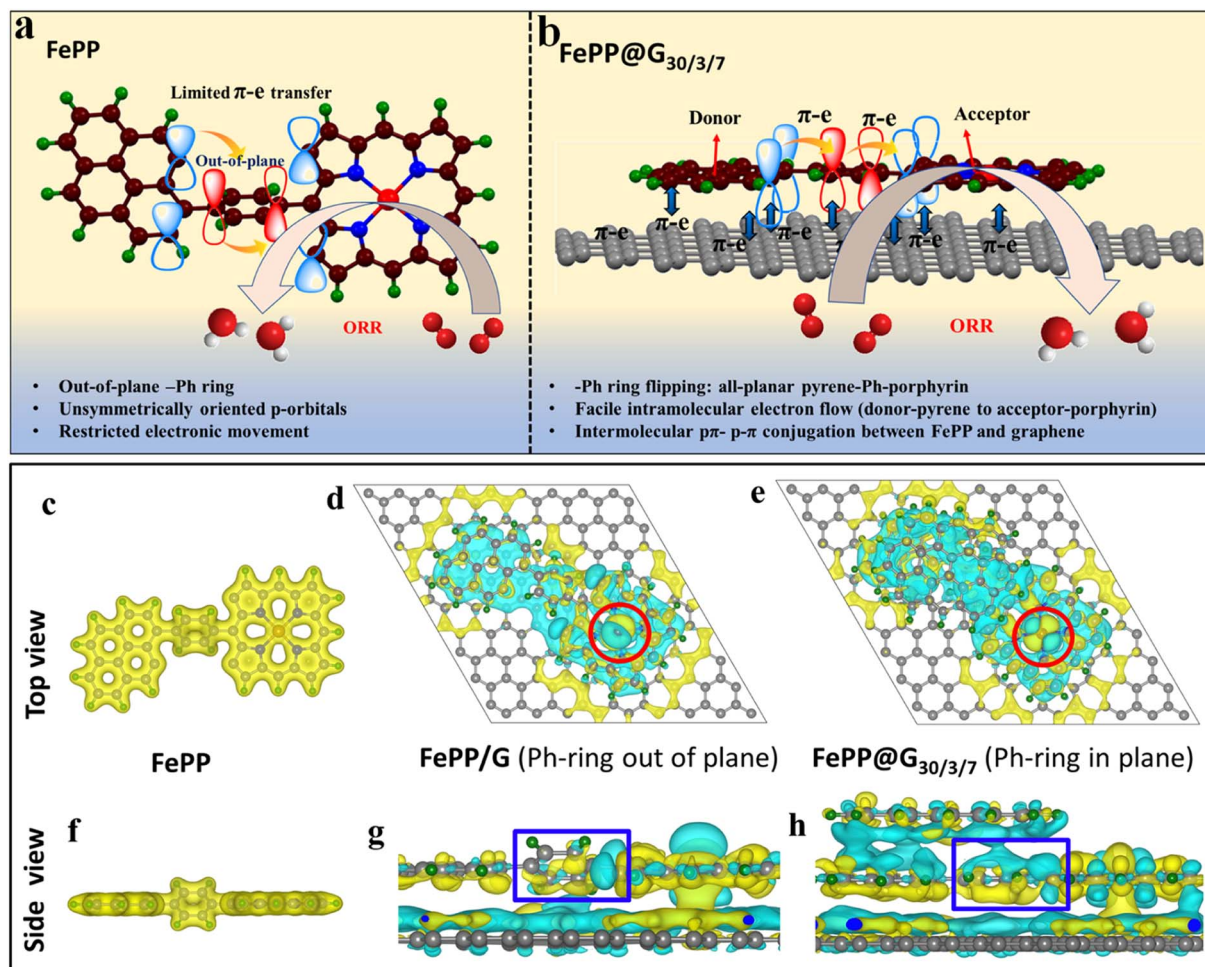 a
FePP
Limited π-e transfer
Out-of-plane
ORR
• Out-of-plane –Ph ring
• Unsymmetrically oriented p-orbitals
• Restricted electronic movement
b
FePP@G30/3/7
Donor
π-e
π-e
Acceptor
π-e
π-e
π-e
π-e
π-e
π-e
ORR
• -Ph ring flipping: all-planar pyrene-Ph-porphyrin
• Facile intramolecular electron flow (donor-pyrene to acceptor-porphyrin)
• Intermolecular pπ- p-π conjugation between FePP and graphene
Top view
c
d
e
FePP
FePP/G (Ph-ring out of plane)
FePP@G30/3/7 (Ph-ring in plane)
Side view
f
g
h